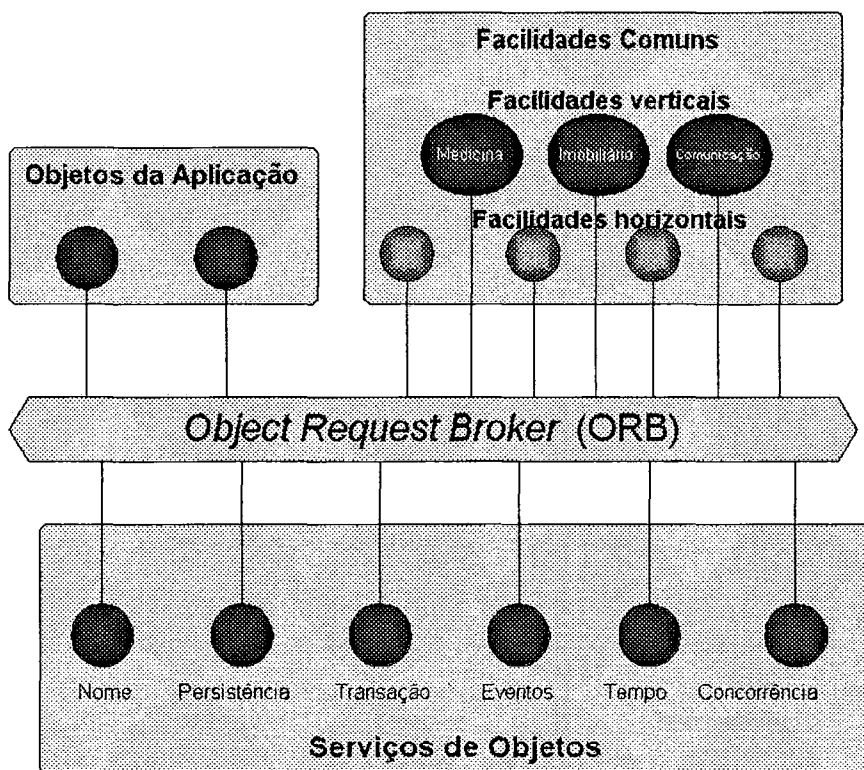 Facilidades Comuns
Facilidades verticais
Medicina
Imobiliário
Comunicação
Objetos da Aplicação
Facilidades horizontais
Object Request Broker (ORB)
Nome
Persistência
Transação
Eventos
Tempo
Concorrência
Serviços de Objetos